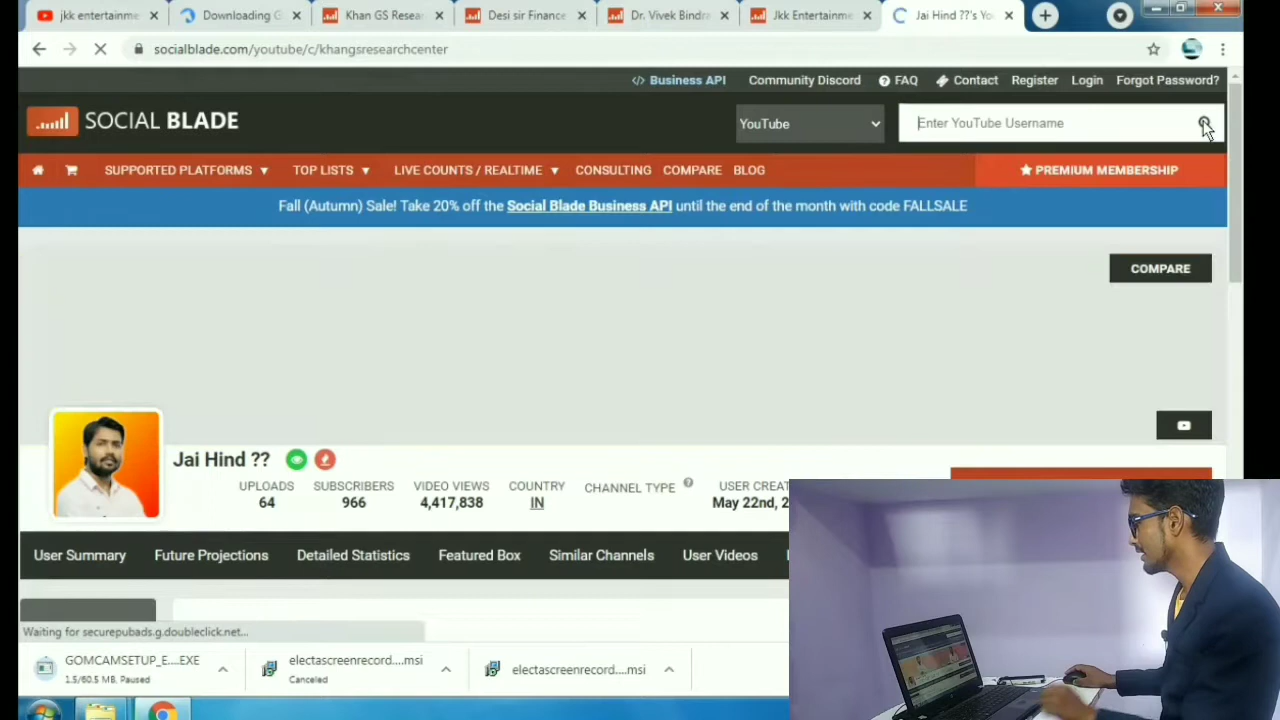 jkk entertainme
Downloading G
Khan GS Resear
Desi sir Finance
Dr. Vivek Bindra
Jkk Entertainme
Jai Hind ??'s Yo
socialblade.com/youtube/c/khangsresearchcenter
</> Business API
Community Discord
FAQ
Contact
Register
Login
Forgot Password?
SOCIAL BLADE
YouTube
Enter YouTube Username
SUPPORTED PLATFORMS
TOP LISTS
LIVE COUNTS / REALTIME
CONSULTING
COMPARE
BLOG
PREMIUM MEMBERSHIP
Fall (Autumn) Sale! Take 20% off the Social Blade Business API until the end of the month with code FALLSALE
COMPARE
Jai Hind ??
UPLOADS
64
SUBSCRIBERS
966
VIDEO VIEWS
4,417,838
COUNTRY
IN
CHANNEL TYPE
USER CREA
May 22nd, 2
User Summary
Future Projections
Detailed Statistics
Featured Box
Similar Channels
User Videos
Waiting for securepubads.g.doubleclick.net...
GOMCAMSETUP_E....EXE
1.5/60.5 MB, Paused
electascreenrecord....msi
Canceled
electascreenrecord....msi